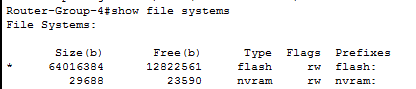 Router-Group-4#show file systems
File Systems:
Size(b) Free(b) Type Flags Prefixes
* 64016384 12822561 flash rw flash:
29688 23590 nvram rw nvram: